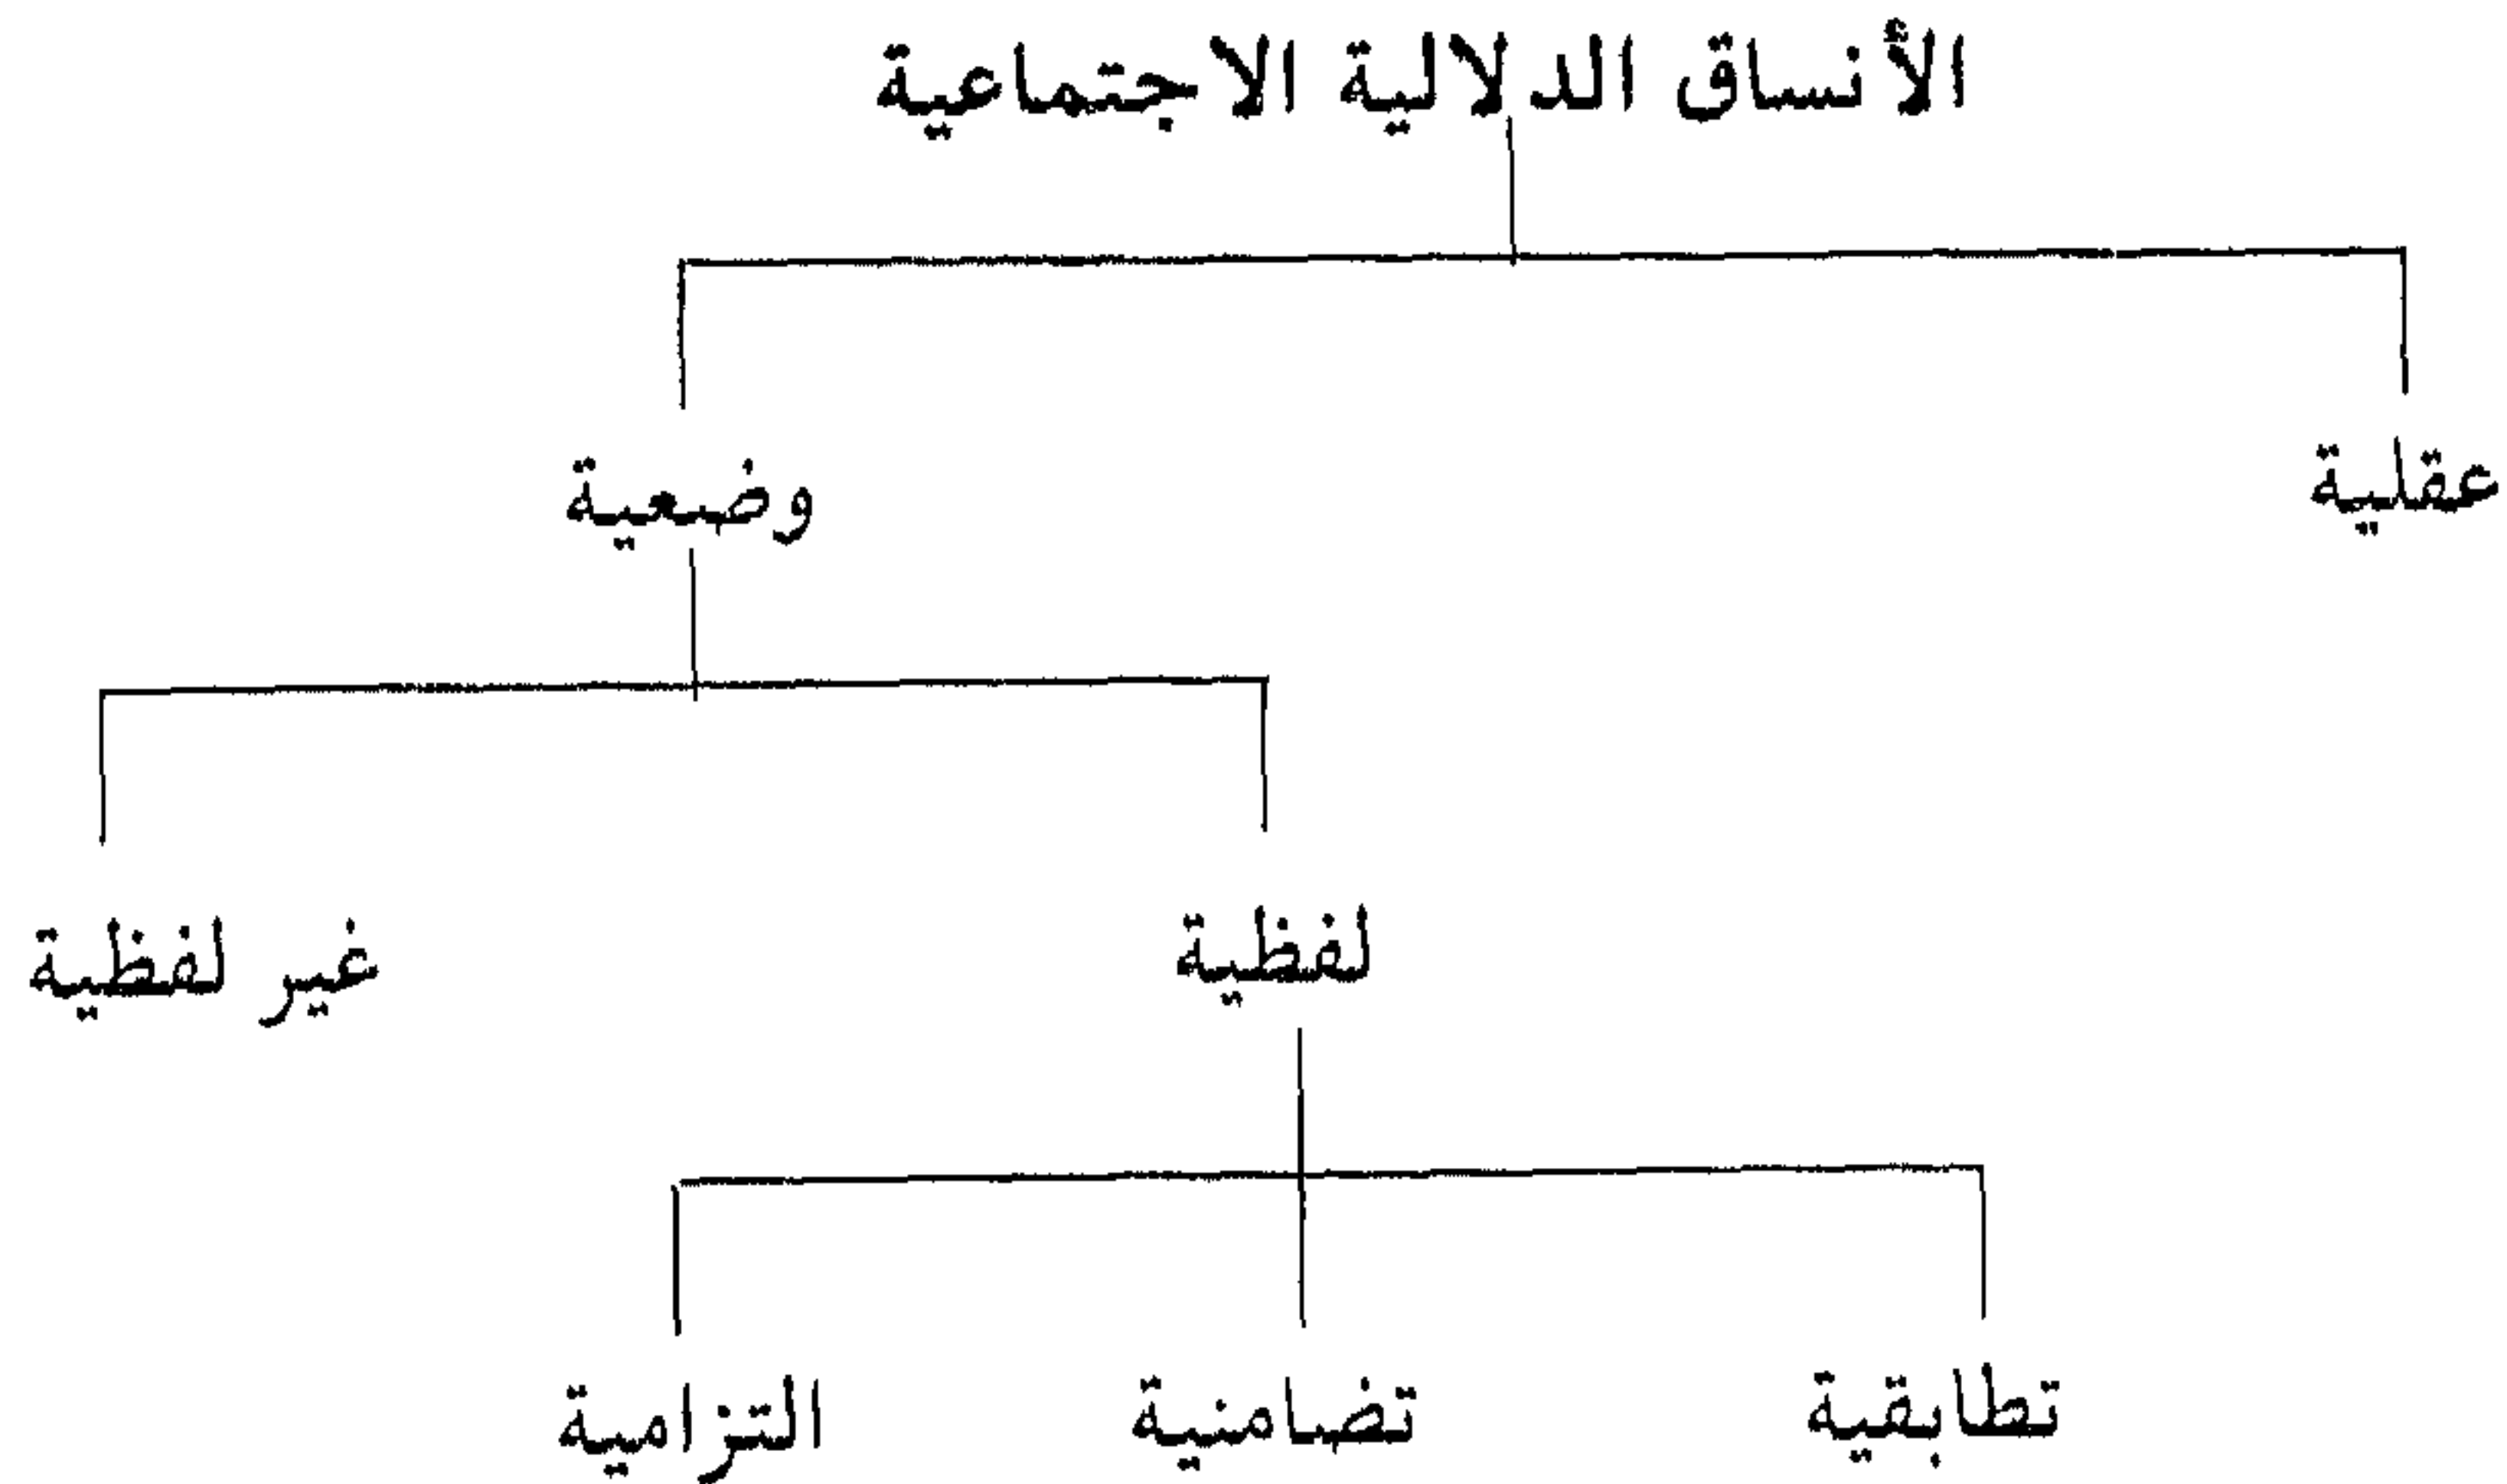 الأنساق الدلالية الاجتماعية
عقلية وضعية
لفظية غير لفظية
تطابقية تضامنية التزامية